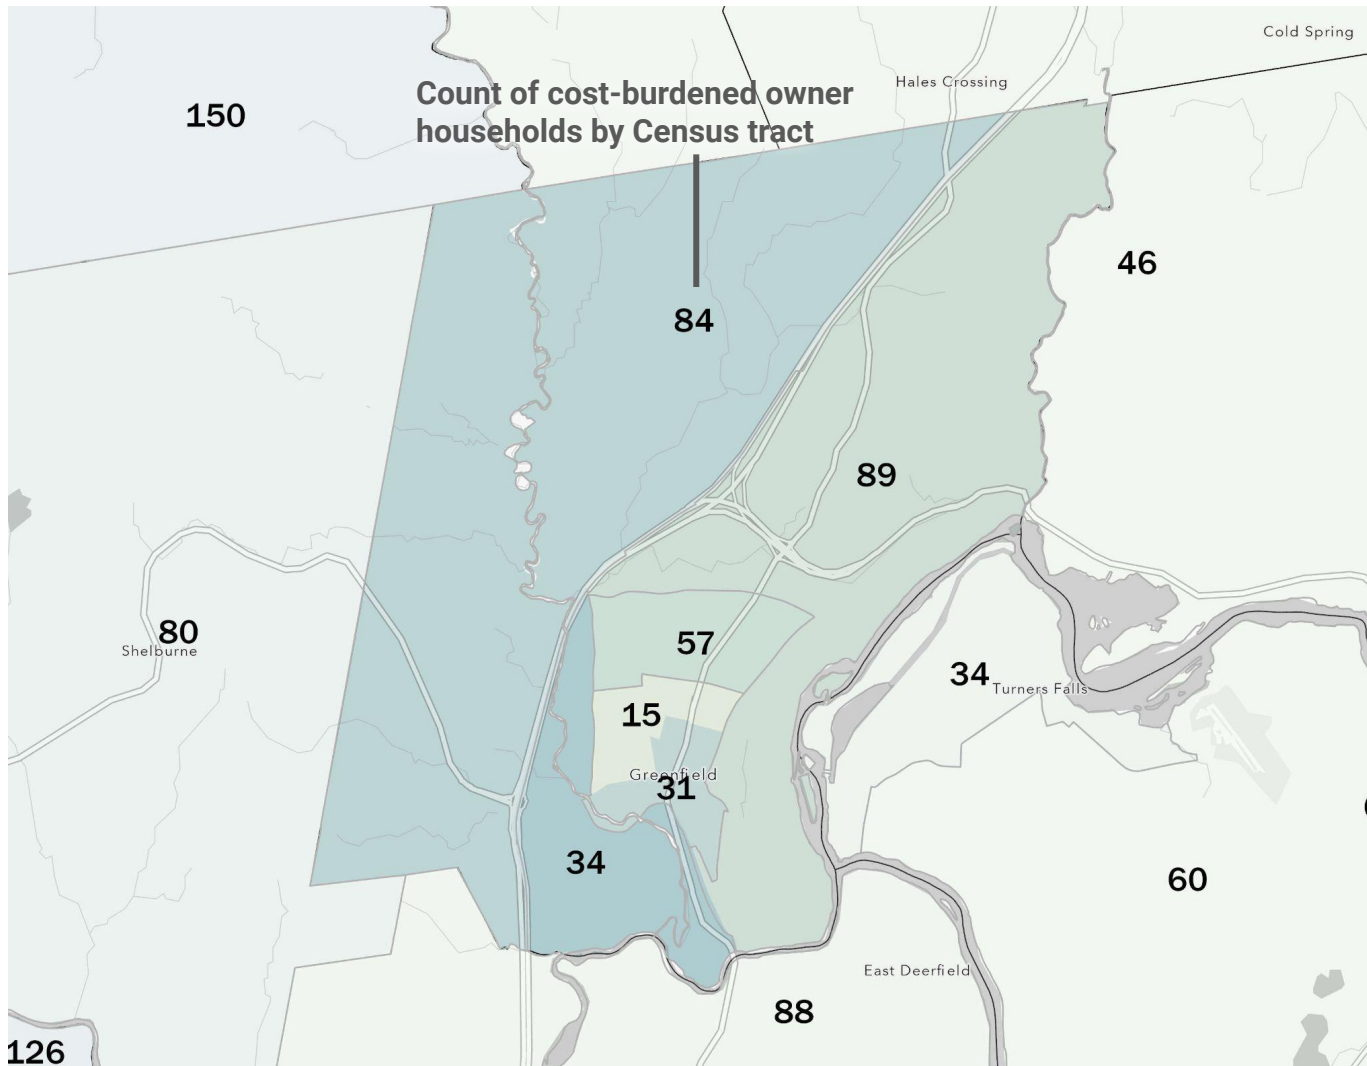 Cold Spring
Hales Crossing
Count of cost-burdened owner
households by Census tract
150
46
84
89
80
Shelburne
57
34
Turners Falls
15
Greenfield
31
34
60
East Deerfield
88
126